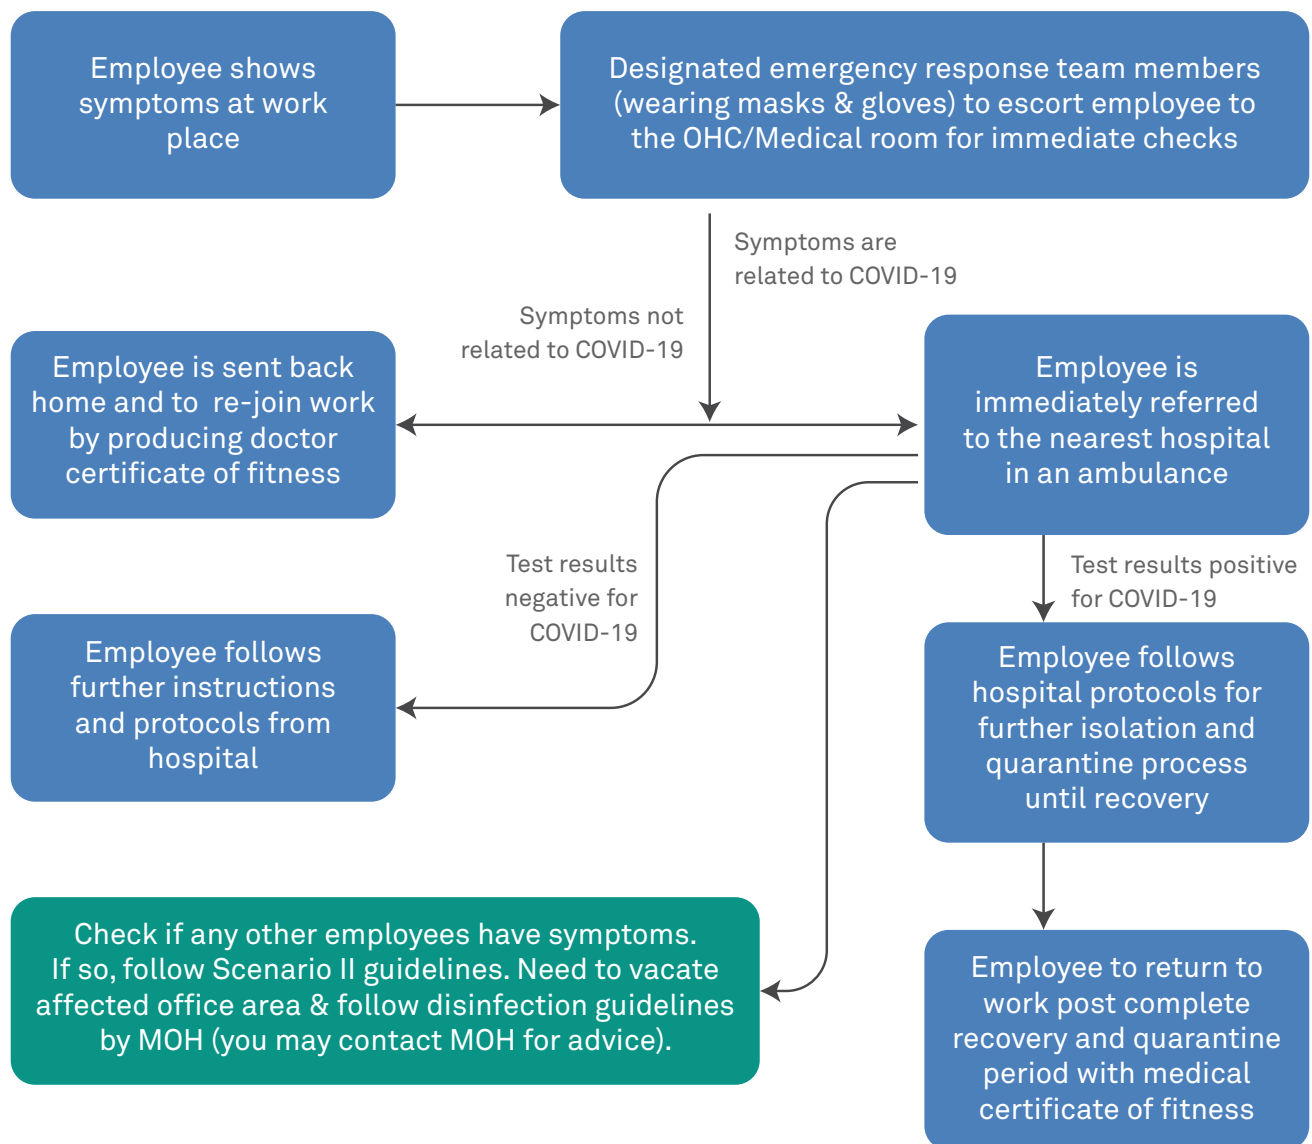 Employee shows
symptoms at work
place
Designated emergency response team members
(wearing masks & gloves) to escort employee to
the OHC/Medical room for immediate checks
Symptoms are
related to COVID-19
Symptoms not
related to COVID-19
Employee is sent back
home and to re-join work
by producing doctor
certificate of fitness
Employee is
immediately referred
to the nearest hospital
in an ambulance
Test results
negative for
COVID-19
Test results positive
for COVID-19
Employee follows
further instructions
and protocols from
hospital
Employee follows
hospital protocols for
further isolation and
quarantine process
until recovery
Check if any other employees have symptoms.
If so, follow Scenario II guidelines. Need to vacate
affected office area & follow disinfection guidelines
by MOH (you may contact MOH for advice).
Employee to return to
work post complete
recovery and quarantine
period with medical
certificate of fitness